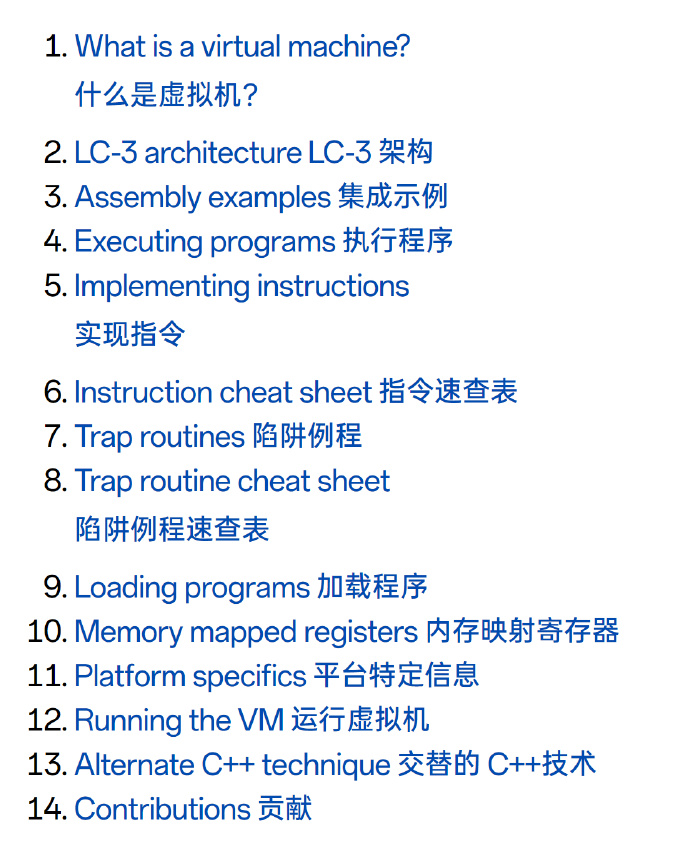 1. What is a virtual machine?
什么是虚拟机？
2. LC-3 architecture LC-3 架构
3. Assembly examples 集成示例
4. Executing programs 执行程序
5. Implementing instructions
实现指令
6. Instruction cheat sheet 指令速查表
7. Trap routines 陷阱例程
8. Trap routine cheat sheet
陷阱例程速查表
9. Loading programs 加载程序
10. Memory mapped registers 内存映射寄存器
11. Platform specifics 平台特定信息
12. Running the VM 运行虚拟机
13. Alternate C++ technique 交替的 C++技术
14. Contributions 贡献